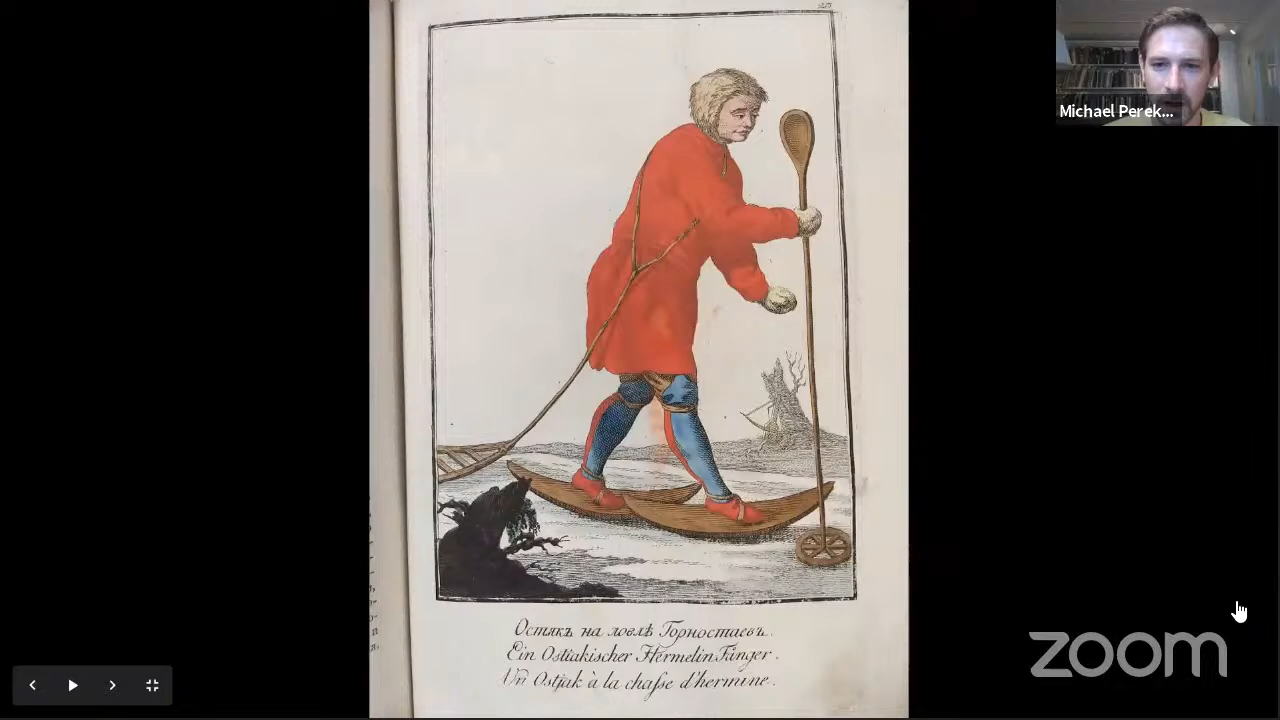 Michael Perek...
Остякъ на ловлѣ Горностаевъ.
Ein Ostiakischer Hermelin Fänger.
Un Ostjak à la chaſse d'hermine.
zoom